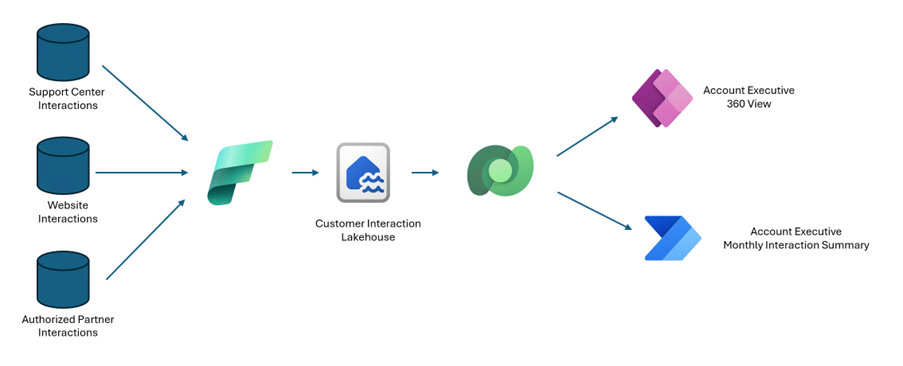 Support Center
Interactions
Website
Interactions
Authorized Partner
Interactions
Customer Interaction
Lakehouse
Account Executive
360 View
Account Executive
Monthly Interaction Summary